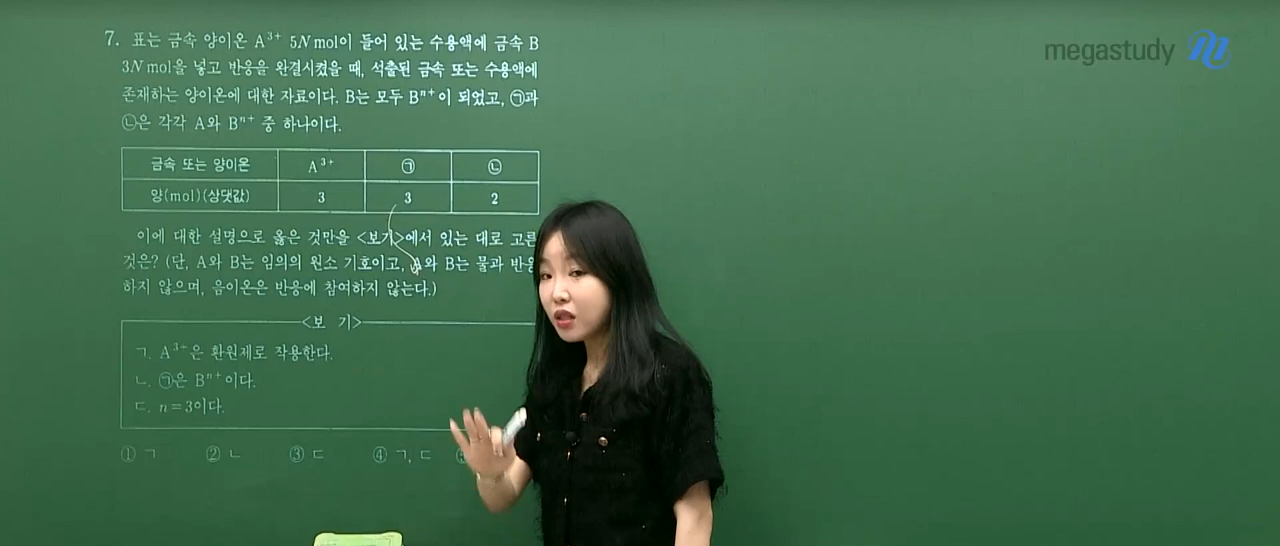 megastudy
7. 표는 금속 양이온 A³⁺ 5N mol이 들어 있는 수용액에 금속 B
3N mol을 넣고 반응을 완결시켰을 때, 석출된 금속 또는 수용액에
존재하는 양이온에 대한 자료이다. B는 모두 Bⁿ⁺이 되었고, ㉠과
㉡은 각각 A와 Bⁿ⁺ 중 하나이다.
금속 또는 양이온 A³⁺ ㉠ ㉡
양(mol)(상댓값) 3 3 2
이에 대한 설명으로 옳은 것만을 <보기>에서 있는 대로 고른
것은? (단, A와 B는 임의의 원소 기호이고, A와 B는 물과 반응
하지 않으며, 음이온은 반응에 참여하지 않는다.)
<보 기>
ㄱ. A³⁺은 환원제로 작용한다.
ㄴ. ㉠은 Bⁿ⁺이다.
ㄷ. n=3이다.
① ㄱ ② ㄴ ③ ㄷ ④ ㄱ, ㄷ